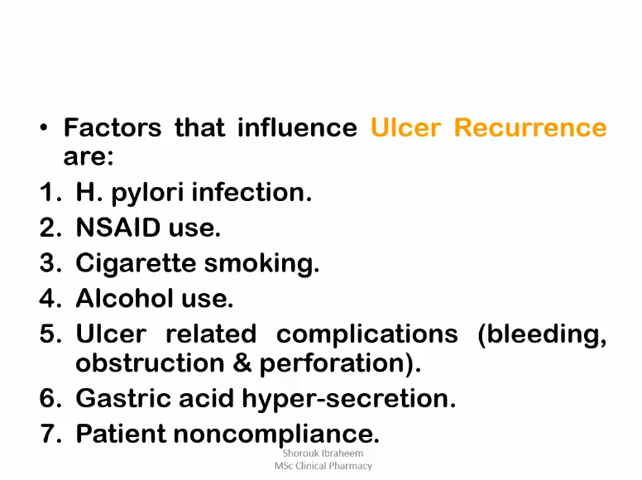 • Factors that influence Ulcer Recurrence
are:
1. H. pylori infection.
2. NSAID use.
3. Cigarette smoking.
4. Alcohol use.
5. Ulcer related complications (bleeding,
obstruction & perforation).
6. Gastric acid hyper-secretion.
7. Patient noncompliance.
Shorouk Ibraheem
MSc Clinical Pharmacy